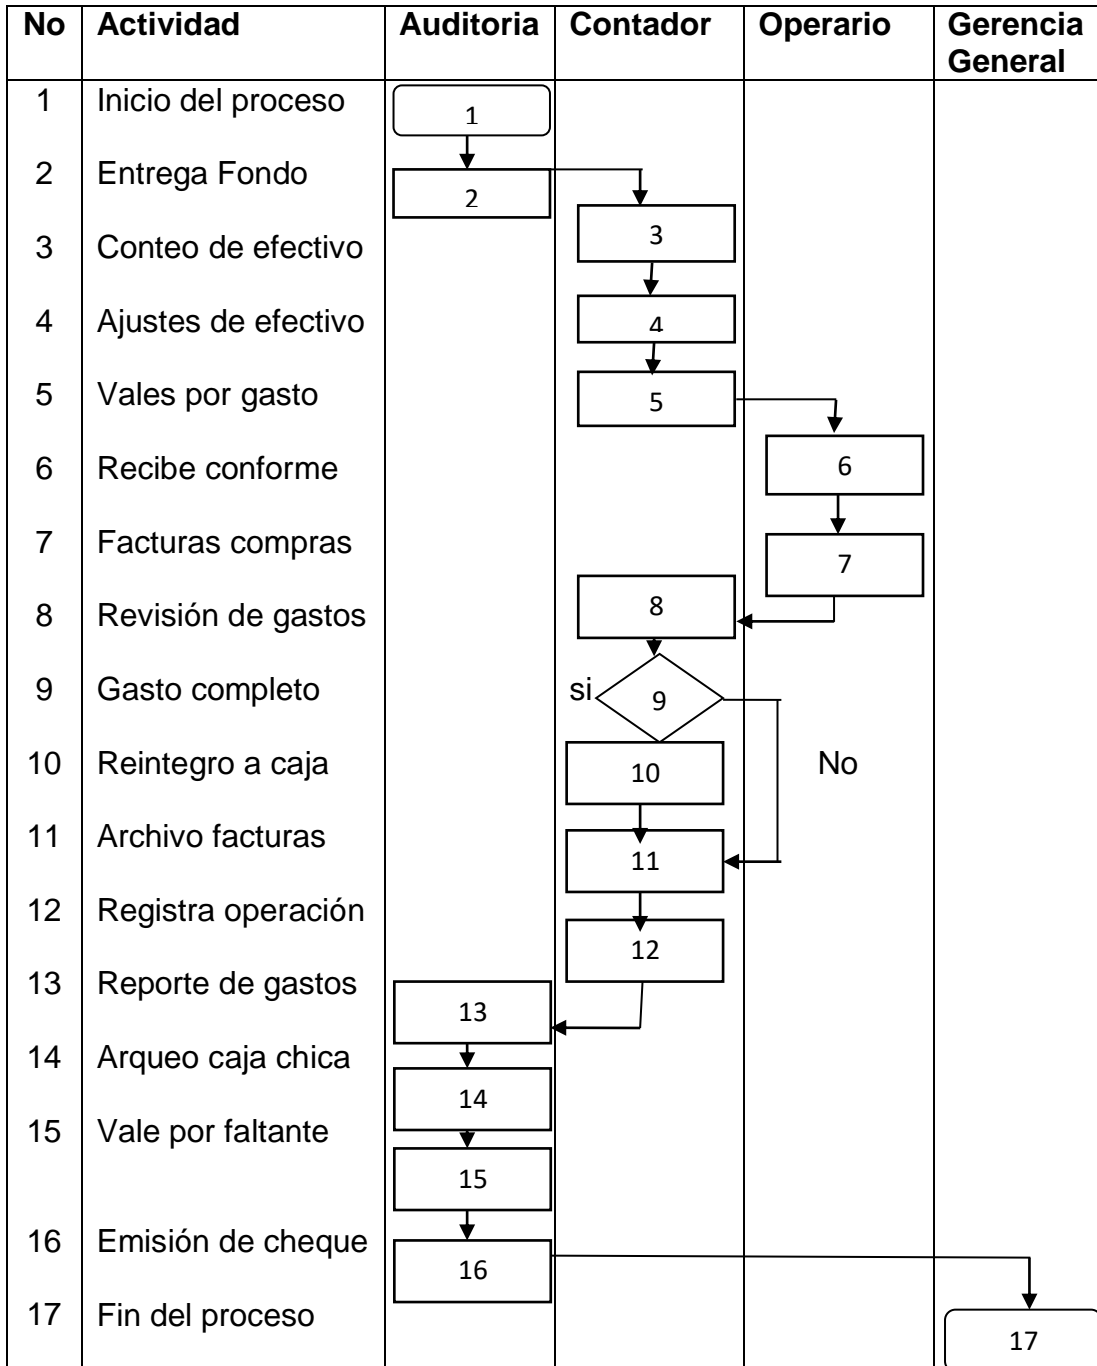 No Actividad Auditoria Contador Operario Gerencia General
1 Inicio del proceso
1
2 Entrega Fondo
2
3
3 Conteo de efectivo
4 Ajustes de efectivo
4
5 Vales por gasto
5
6 Recibe conforme
6
7 Facturas compras
7
8 Revisión de gastos
8
9 Gasto completo
si
9
10 Reintegro a caja
10
No
11 Archivo facturas
11
12 Registra operación
12
13 Reporte de gastos
13
14 Arqueo caja chica
14
15 Vale por faltante
15
16 Emisión de cheque
16
17 Fin del proceso
17